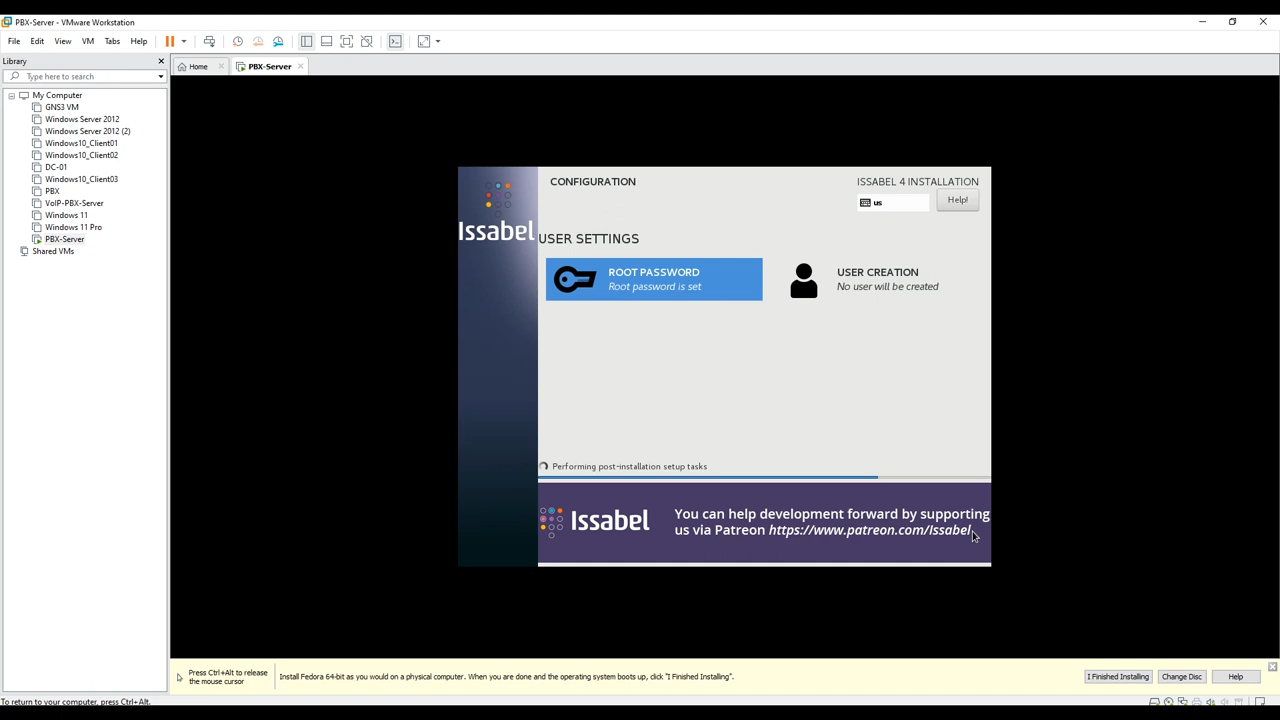 PBX-Server - VMware Workstation
File Edit View VM Tabs Help
Library
Type here to search
My Computer
GNS3 VM
Windows Server 2012
Windows Server 2012 (2)
Windows10_Client01
Windows10_Client02
DC-01
Windows10_Client03
PBX
VoIP-PBX-Server
Windows 11
Windows 11 Pro
PBX-Server
Shared VMs
Home
PBX-Server
Issabel
CONFIGURATION
ISSABEL 4 INSTALLATION
us
Help!
USER SETTINGS
ROOT PASSWORD
Root password is set
USER CREATION
No user will be created
Performing post-installation setup tasks
Issabel
You can help development forward by supporting
us via Patreon https://www.patreon.com/Issabel
Press Ctrl+Alt to release
the mouse cursor
Install Fedora 64-bit as you would on a physical computer. When you are done and the operating system boots up, click "I Finished Installing".
I Finished Installing
Change Disc
Help
To return to your computer, press Ctrl+Alt.